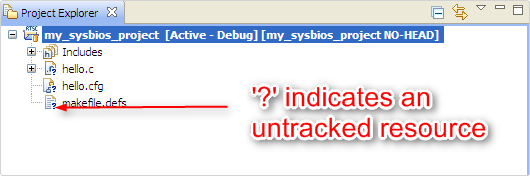 Project Explorer
my_sysbios_project [Active - Debug] [my_sysbios_project NO-HEAD]
Includes
hello.c
hello.cfg
makefile.defs
'?' indicates an
untracked resource